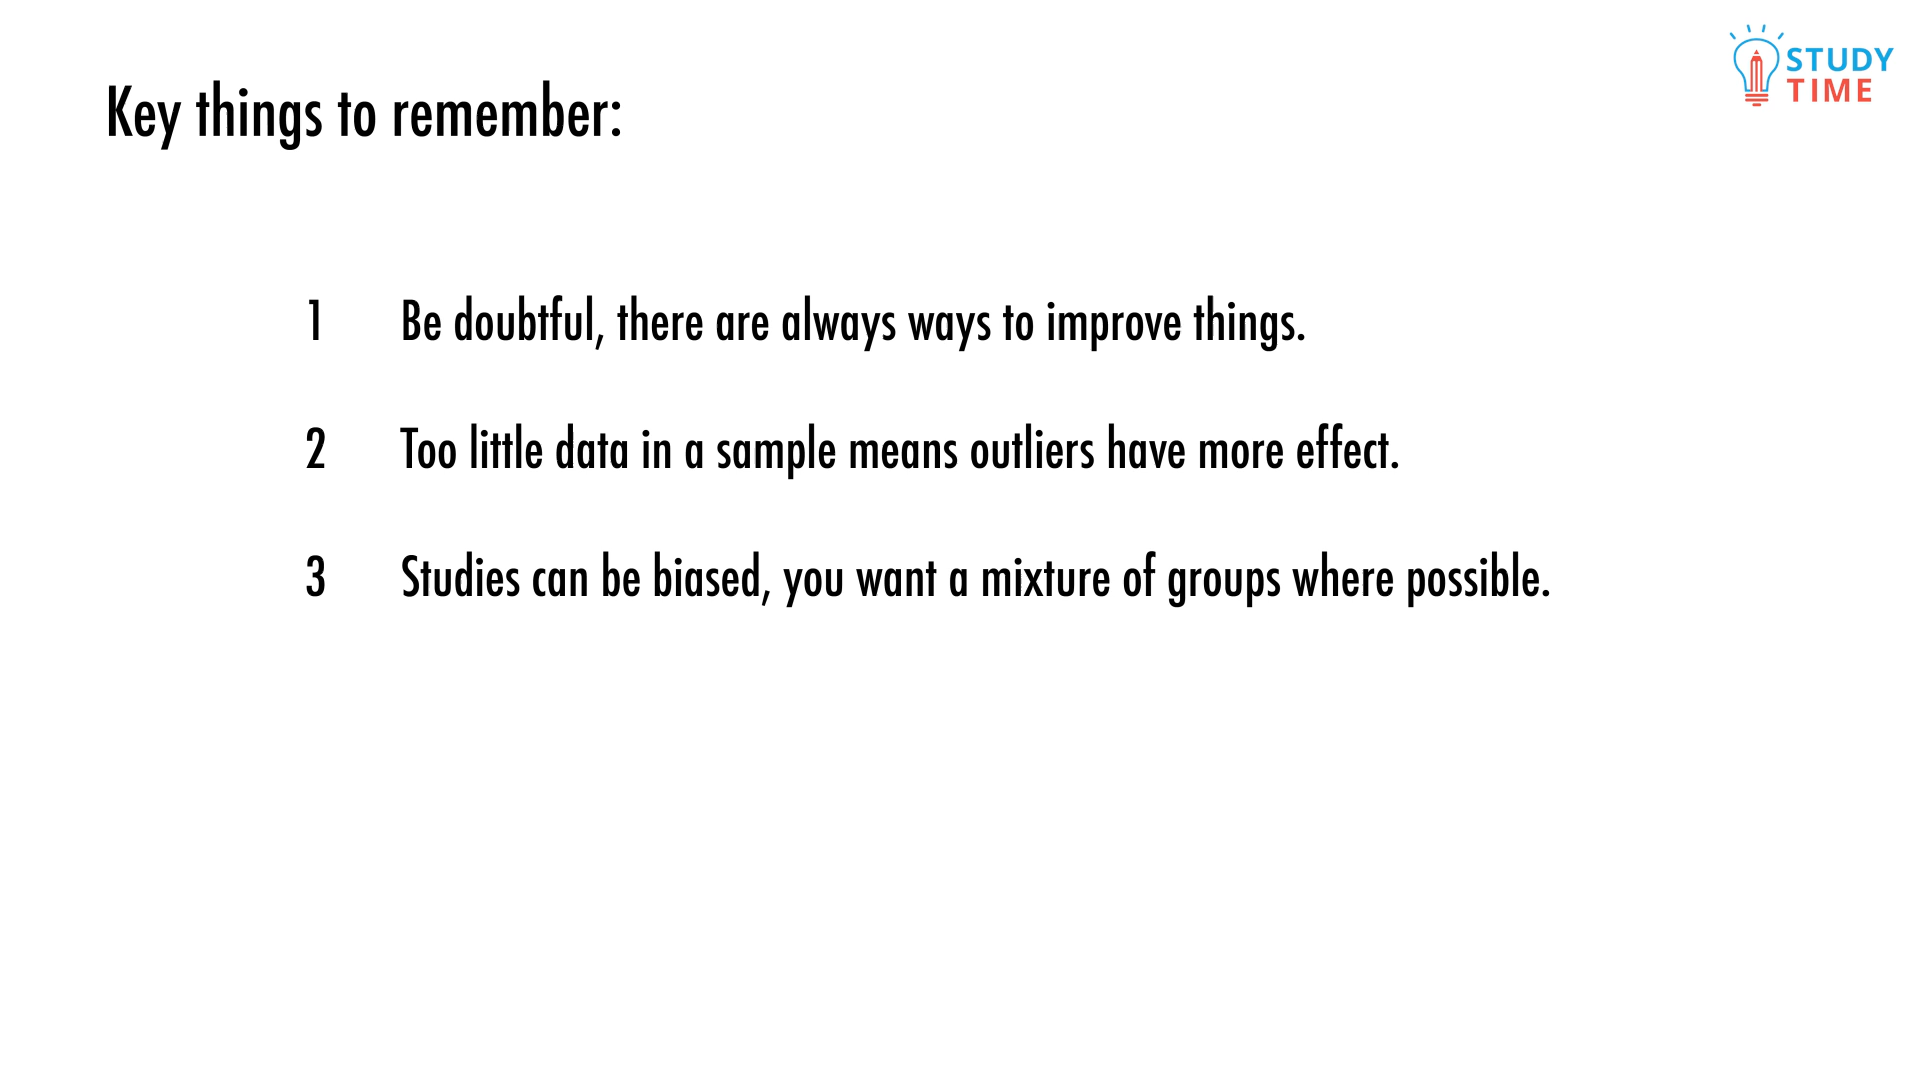 STUDY
TIME
Key things to remember:
1 Be doubtful, there are always ways to improve things.
2 Too little data in a sample means outliers have more effect.
3 Studies can be biased, you want a mixture of groups where possible.